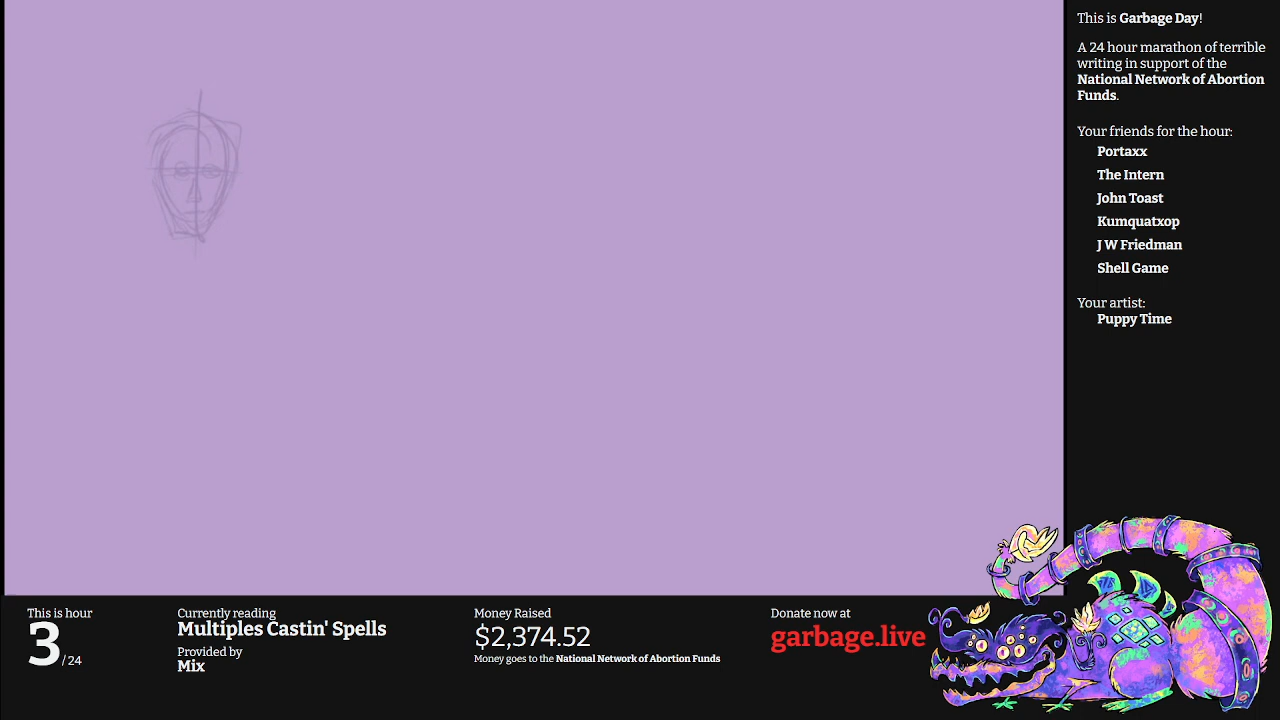 This is Garbage Day!
A 24 hour marathon of terrible
writing in support of the
National Network of Abortion
Funds.
Your friends for the hour:
Portaxx
The Intern
John Toast
Kumquatxop
J W Friedman
Shell Game
Your artist:
Puppy Time
This is hour
3/24
Currently reading
Multiples Castin' Spells
Provided by
Mix
Money Raised
$2,374.52
Money goes to the National Network of Abortion Funds
Donate now at
garbage.live